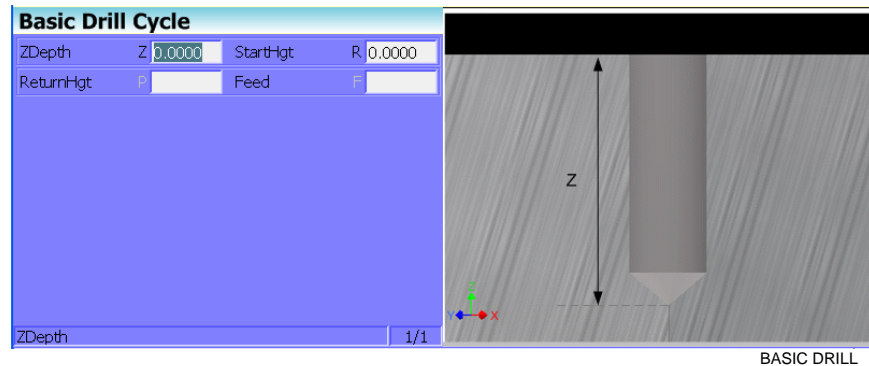 Basic Drill Cycle
ZDepth Z 0.0000 StartHgt R 0.0000
ReturnHgt P Feed F
Z
Z
Y X
ZDepth 1/1
BASIC DRILL